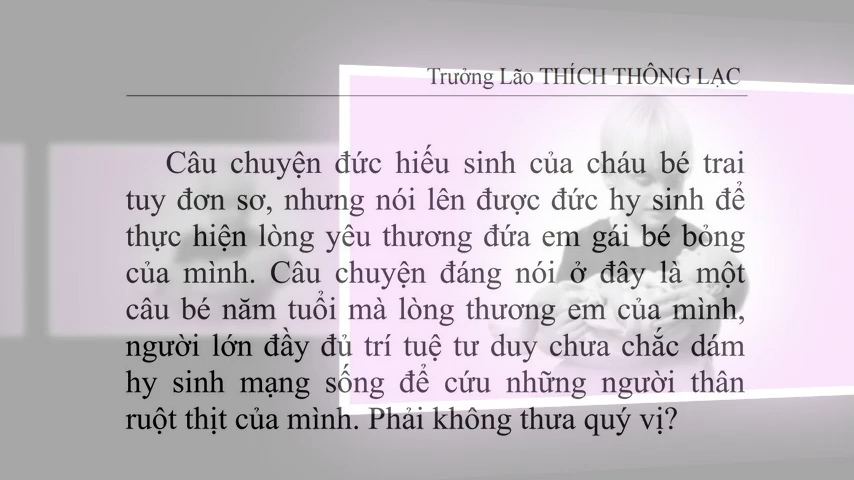 Trưởng Lão THÍCH THÔNG LẠC
Câu chuyện đức hiếu sinh của cháu bé trai
tuy đơn sơ, nhưng nói lên được đức hy sinh để
thực hiện lòng yêu thương đứa em gái bé bỏng
của mình. Câu chuyện đáng nói ở đây là một
câu bé năm tuổi mà lòng thương em của mình,
người lớn đầy đủ trí tuệ tư duy chưa chắc dám
hy sinh mạng sống để cứu những người thân
ruột thịt của mình. Phải không thưa quý vị?